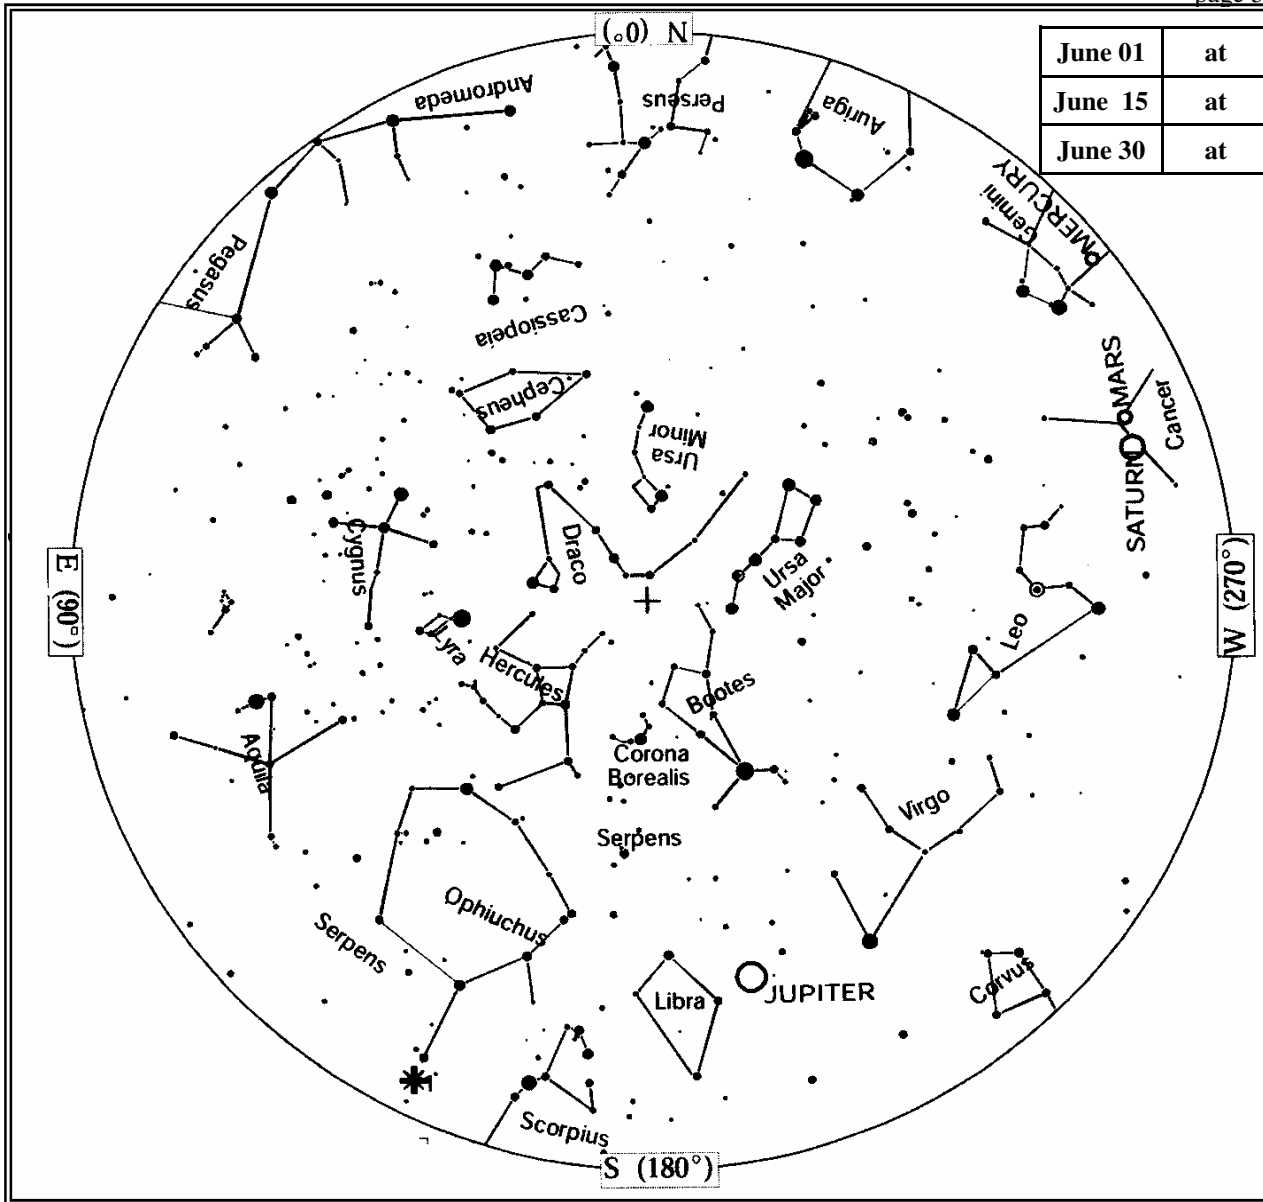 N (0°)
June 01 at
June 15 at
June 30 at
Andromeda
Perseus
Auriga
MERCURY
Gemini
Pegasus
Cassiopeia
Cepheus
Ursa
Minor
MARS
Cancer
SATURN
Cygnus
Draco
Ursa
Major
E (90°)
W (270°)
Lyra
Hercules
Bootes
Leo
Aquila
Corona
Borealis
Virgo
Serpens
Ophiuchus
Serpens
Libra
JUPITER
Corvus
Scorpius
S (180°)